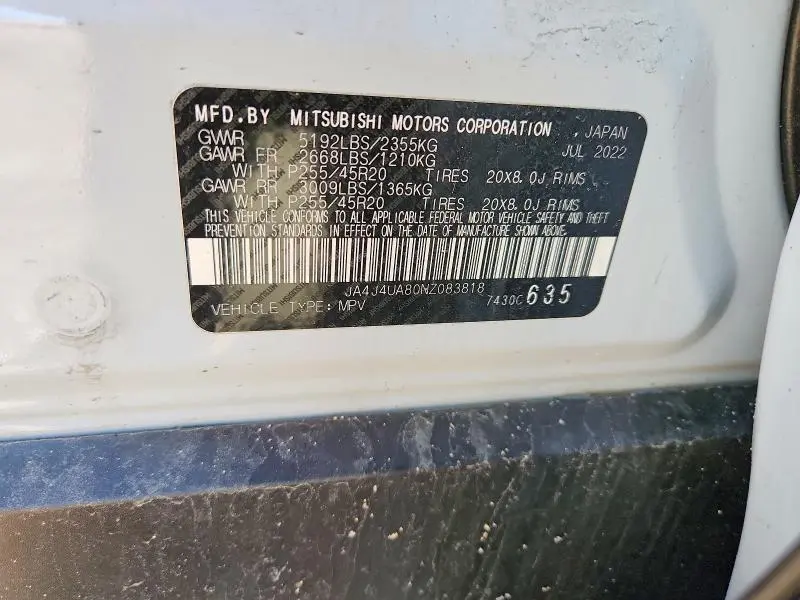 MFD.BY MITSUBISHI MOTORS CORPORATION , JAPAN
GVWR 5192LBS/2355KG JUL 2022
GAWR FR 2668LBS/1210KG
WITH P255/45R20 TIRES 20X8.0J RIMS
GAWR RR 3009LBS/1365KG
WITH P255/45R20 TIRES 20X8.0J RIMS
THIS VEHICLE CONFORMS TO ALL APPLICABLE FEDERAL MOTOR VEHICLE SAFETY AND THEFT
PREVENTION STANDARDS IN EFFECT ON THE DATE OF MANUFACTURE SHOWN ABOVE.
JA4J4UA80NZ083818
VEHICLE TYPE:MPV 7430C 635